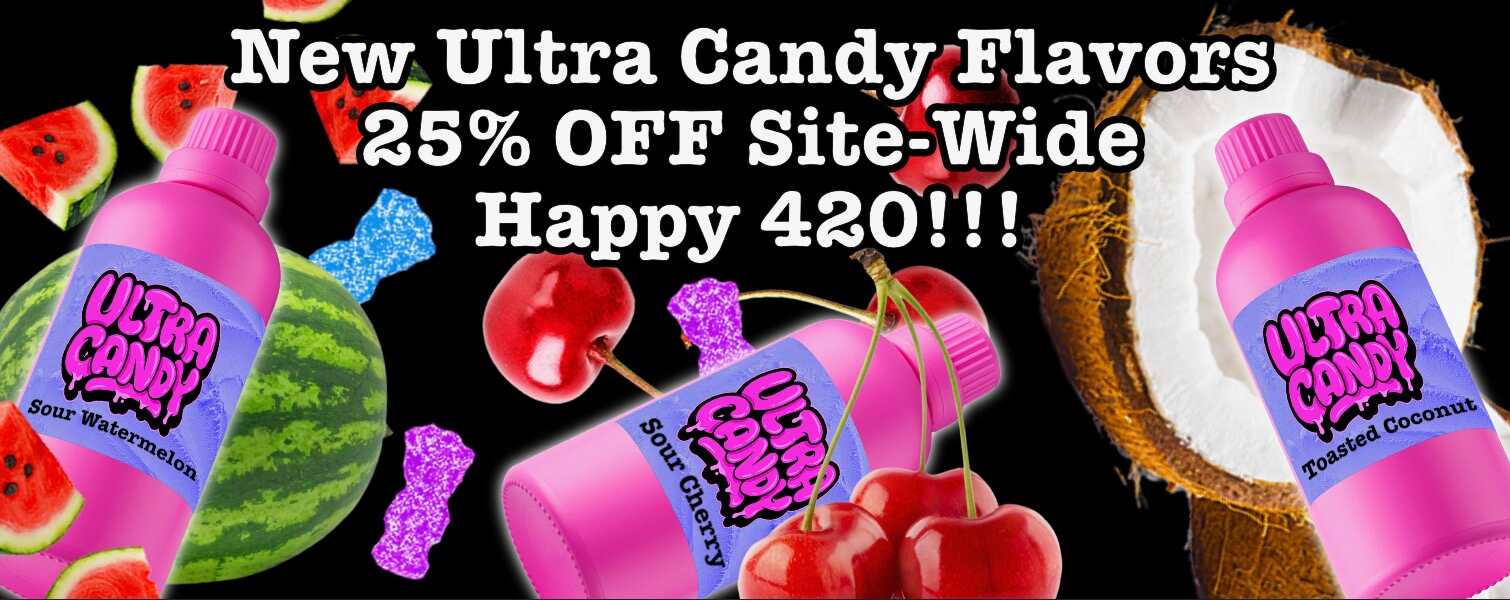 New Ultra Candy Flavors
25% OFF Site-Wide
Happy 420!!!
ULTRA
CANDY
Sour Watermelon
ULTRA
CANDY
Sour Cherry
ULTRA
CANDY
Toasted Coconut